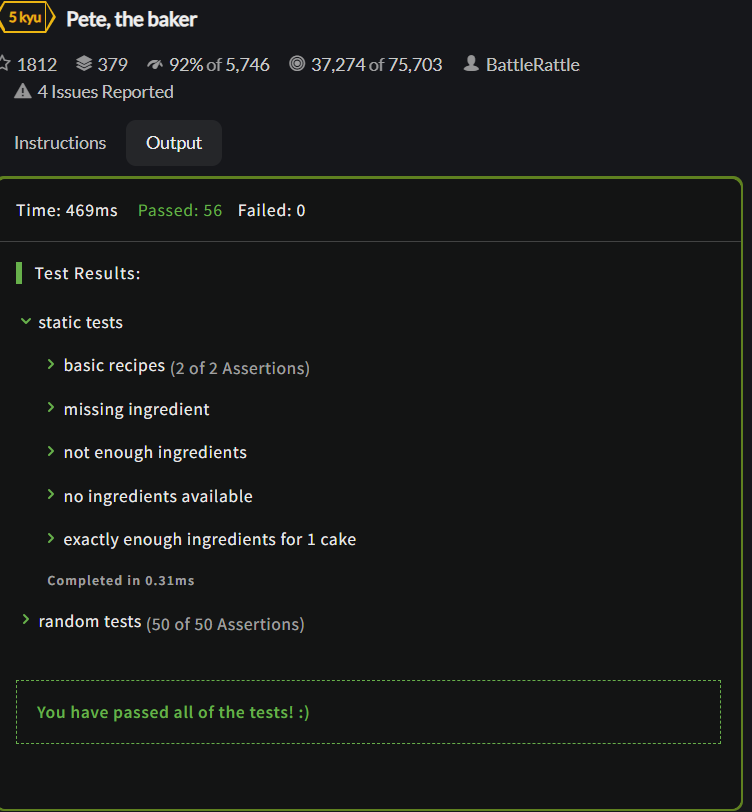 5 kyu Pete, the baker
1812 379 92% of 5,746 37,274 of 75,703 BattleRattle
4 Issues Reported
Instructions Output
Time: 469ms Passed: 56 Failed: 0
Test Results:
static tests
basic recipes (2 of 2 Assertions)
missing ingredient
not enough ingredients
no ingredients available
exactly enough ingredients for 1 cake
Completed in 0.31ms
random tests (50 of 50 Assertions)
You have passed all of the tests! :)